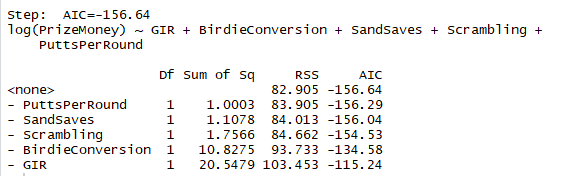 Step:  AIC=-156.64
log(PrizeMoney) ~ GIR + BirdieConversion + SandSaves + Scrambling +
    PuttsPerRound
                   Df Sum of Sq     RSS     AIC
<none>                           82.905 -156.64
- PuttsPerRound     1    1.0003  83.905 -156.29
- SandSaves         1    1.1078  84.013 -156.04
- Scrambling        1    1.7566  84.662 -154.53
- BirdieConversion  1   10.8275  93.733 -134.58
- GIR               1   20.5479 103.453 -115.24